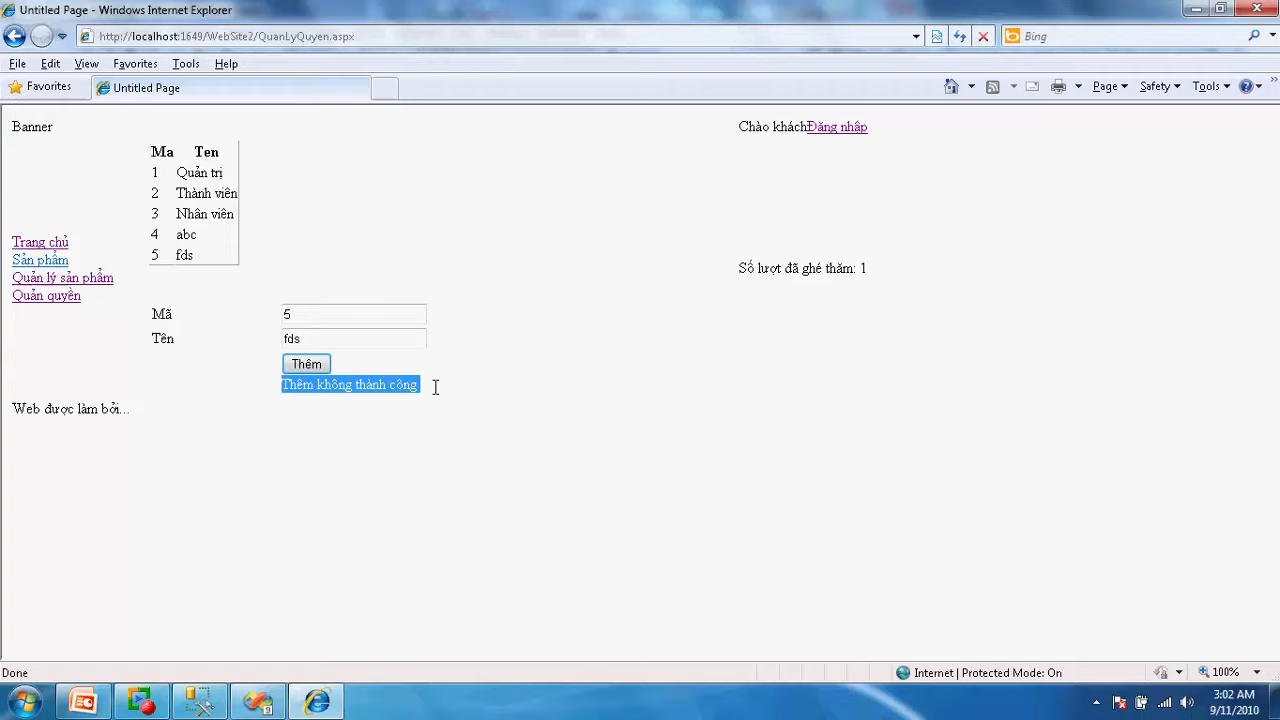 Untitled Page - Windows Internet Explorer
http://localhost:1649/WebSite2/QuanLyQuyen.aspx
Bing
File Edit View Favorites Tools Help
Favorites
Untitled Page
Page Safety Tools
Banner
Chào kháchĐăng nhập
Ma Ten
1 Quản trị
2 Thành viên
3 Nhân viên
4 abc
5 fds
Trang chủ
Sản phẩm
Quản lý sản phẩm
Quản quyền
Số lượt đã ghé thăm: 1
Mã 5
Tên fds
Thêm
Thêm không thành công
Web được làm bởi...
Done
Internet | Protected Mode: On
100%
3:02 AM
9/11/2010